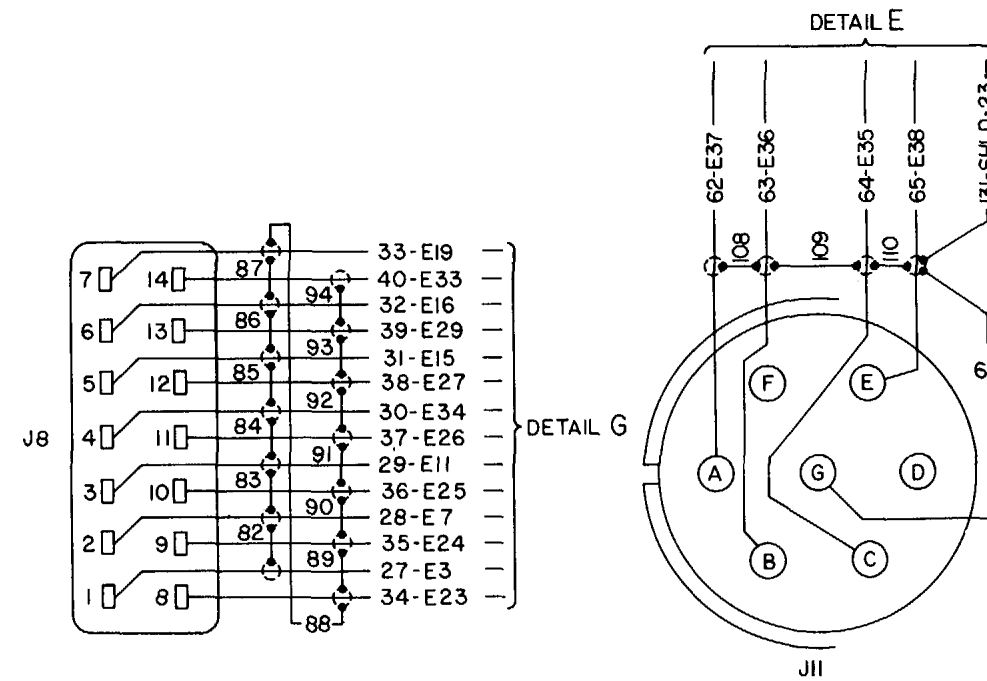 DETAIL E
62-E37
63-E36
64-E35
65-E38
108
109
110
F
E
A
G
D
B
C
J11
J8
7
14
87
33-E19
40-E33
94
6
13
86
32-E16
39-E29
93
5
12
85
31-E15
38-E27
92
4
11
84
30-E34
37-E26
91
3
10
83
29-E11
36-E25
90
2
9
82
28-E7
35-E24
89
1
8
27-E3
34-E23
88
DETAIL G